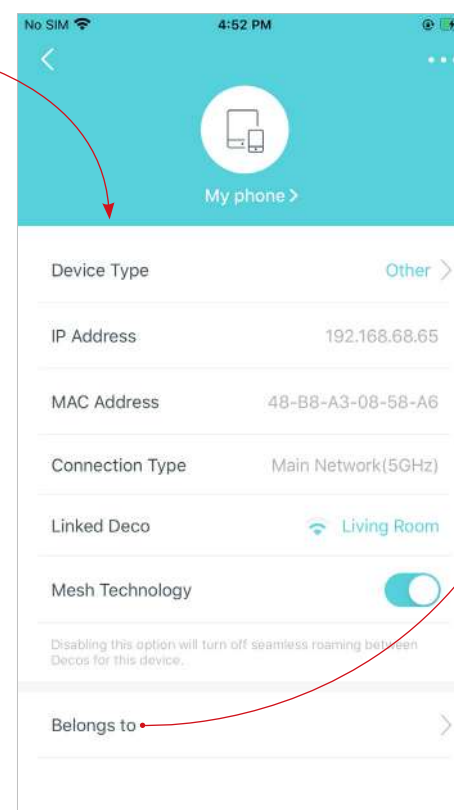 No SIM 4:52 PM
My phone >
Device Type Other >
IP Address 192.168.68.65
MAC Address 48-B8-A3-08-58-A6
Connection Type Main Network(5GHz)
Linked Deco Living Room
Mesh Technology
Disabling this option will turn off seamless roaming between
Decos for this device.
Belongs to >